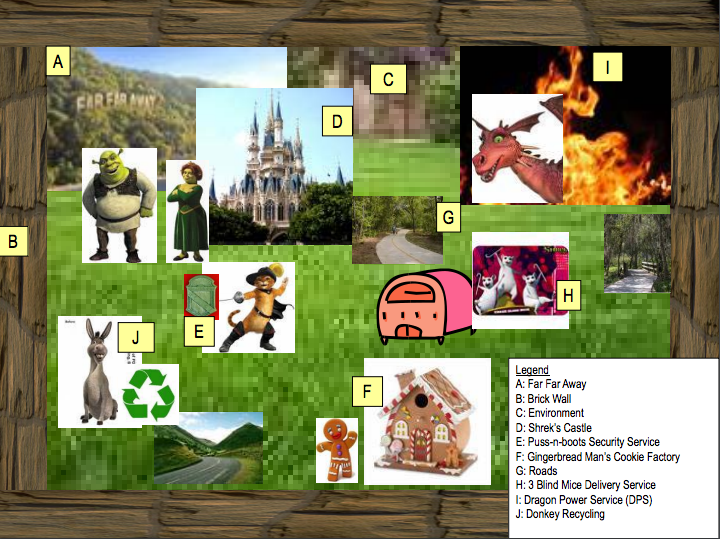 A
FAR FAR AWAY
C
I
D
B
G
H
E
J
F
Legend
A: Far Far Away
B: Brick Wall
C: Environment
D: Shrek's Castle
E: Puss-n-boots Security Service
F: Gingerbread Man's Cookie Factory
G: Roads
H: 3 Blind Mice Delivery Service
I: Dragon Power Service (DPS)
J: Donkey Recycling